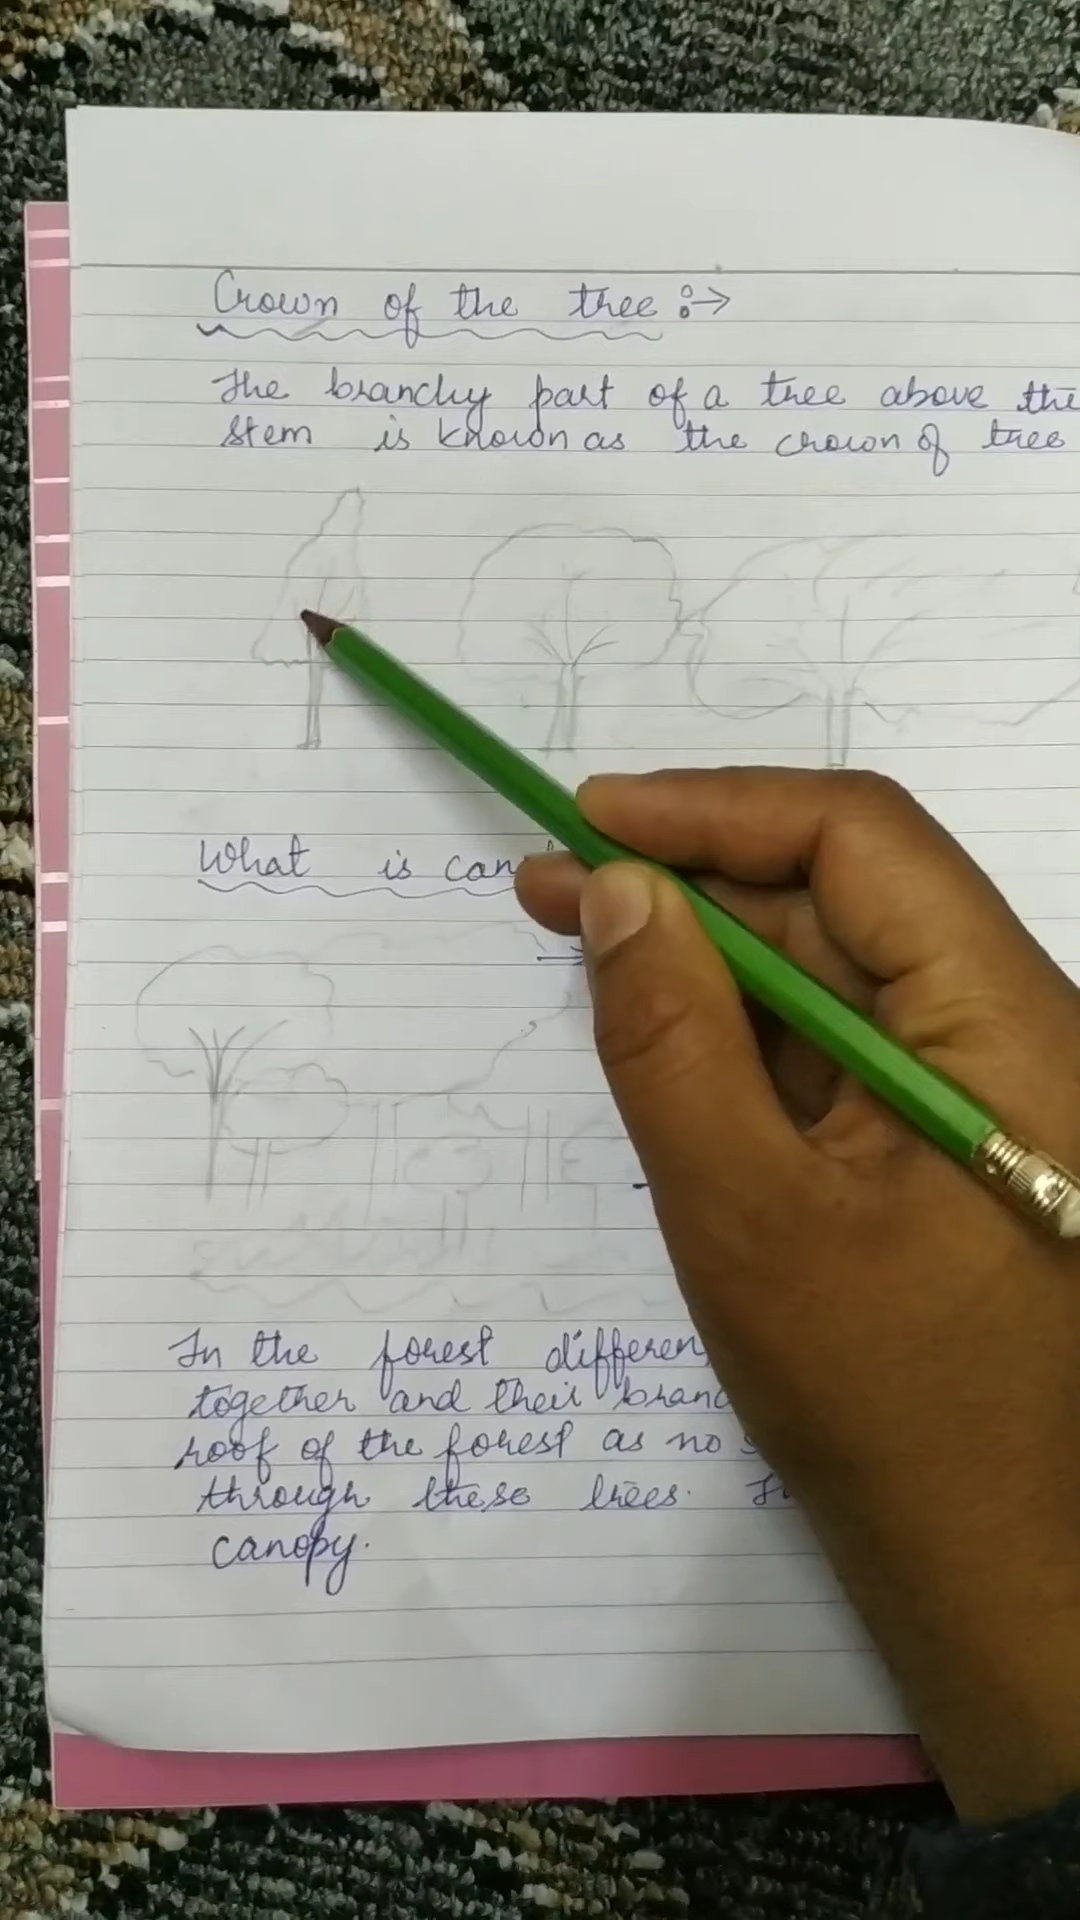 Crown of the tree :→
The branchy part of a tree above the
stem is known as the crown of tree
What is can
In the forest differen
together and their branc
roof of the forest as no s
through these trees.
canopy.